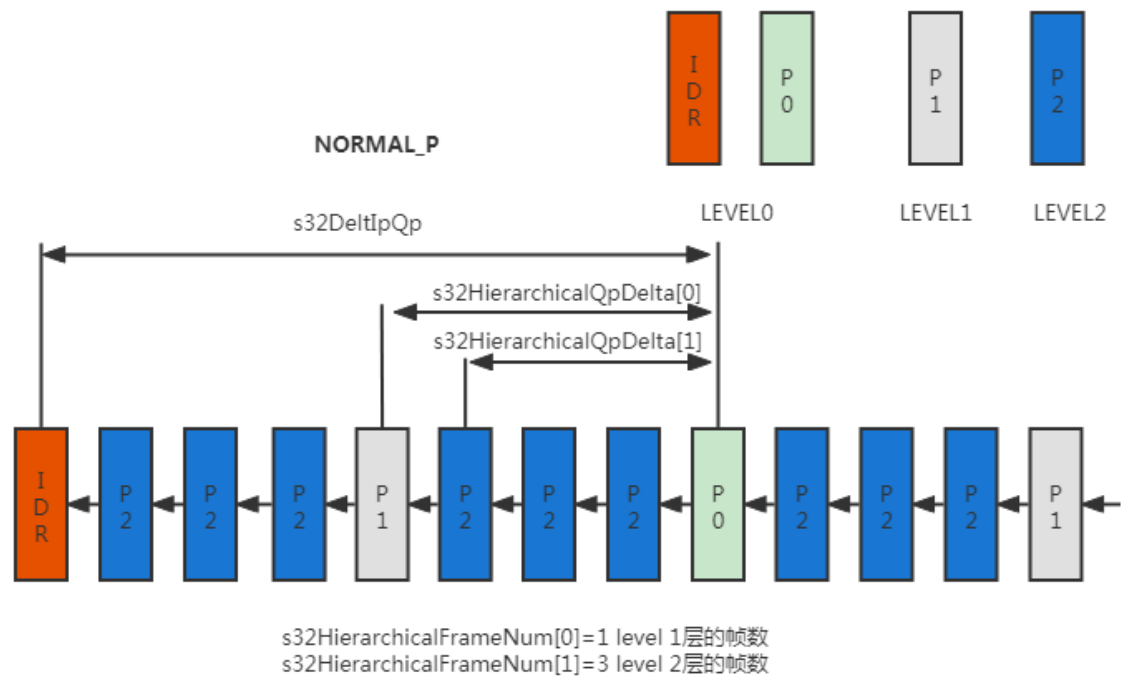 IDR
P0
P1
P2
NORMAL_P
LEVEL0
LEVEL1
LEVEL2
s32DeltIpQp
s32HierarchicalQpDelta[0]
s32HierarchicalQpDelta[1]
IDR
P2
P2
P2
P1
P2
P2
P2
P0
P2
P2
P2
P1
s32HierarchicalFrameNum[0]=1 level 1层的帧数
s32HierarchicalFrameNum[1]=3 level 2层的帧数